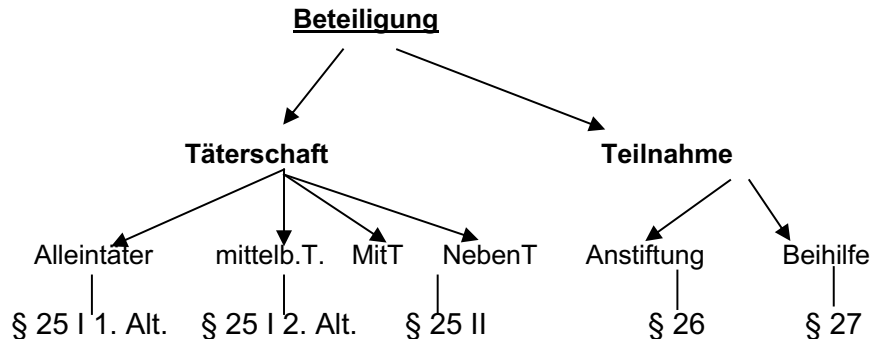 Beteiligung
Täterschaft Teilnahme
Alleintäter mittelb.T. MitT NebenT Anstiftung Beihilfe
§ 25 I 1. Alt. § 25 I 2. Alt. § 25 II § 26 § 27